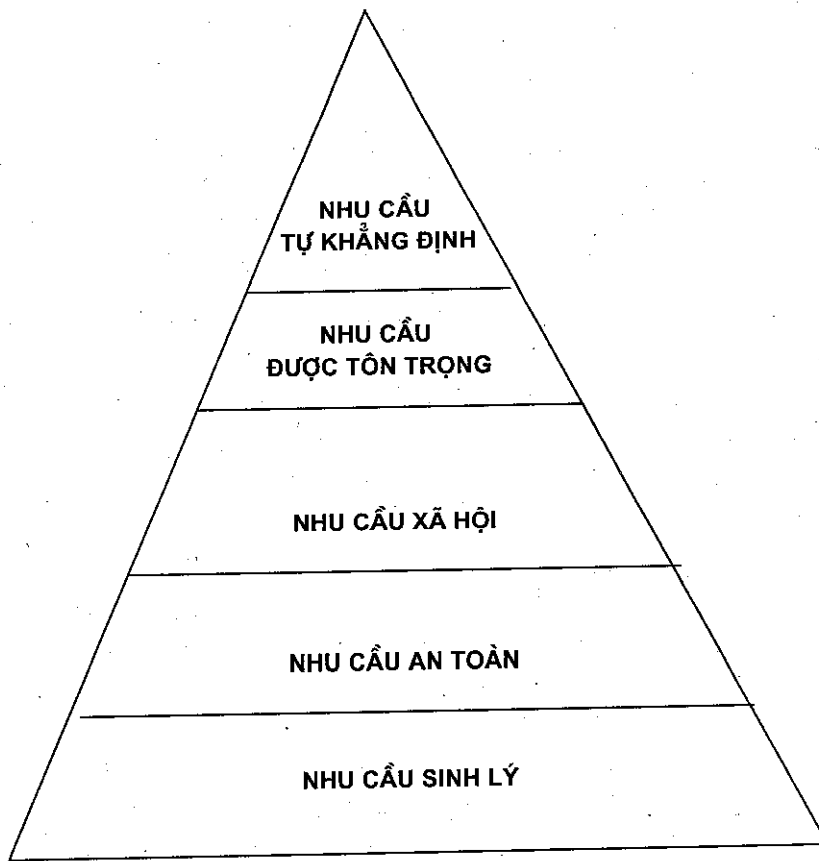 NHU CẦU
TỰ KHẲNG ĐỊNH
NHU CẦU
ĐƯỢC TÔN TRỌNG
NHU CẦU XÃ HỘI
NHU CẦU AN TOÀN
NHU CẦU SINH LÝ